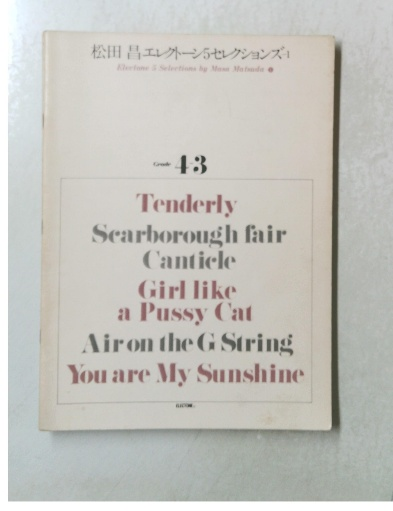 松田 昌エレクトーン5セレクションズ-1
Electone 5 Selections by Masa Matsuda ❶
Grade 4·3
Tenderly
Scarborough fair
Canticle
Girl like
a Pussy Cat
Air on the G String
You are My Sunshine